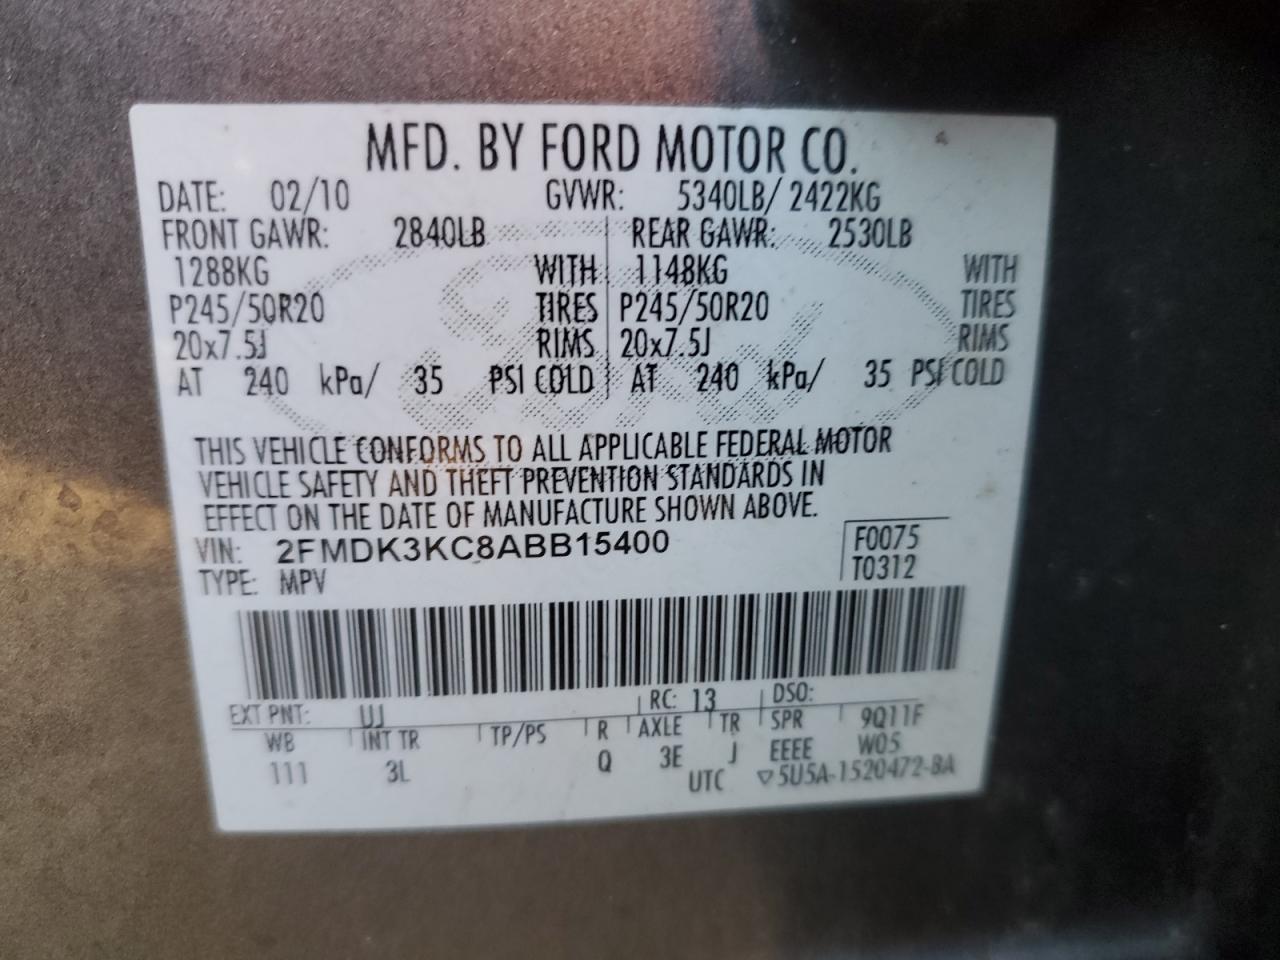 MFD. BY FORD MOTOR CO.
DATE: 02/10 GVWR: 5340LB/ 2422KG
FRONT GAWR: 2840LB REAR GAWR: 2530LB
1288KG WITH 1148KG WITH
P245/50R20 TIRES P245/50R20 TIRES
20x7.5J RIMS 20x7.5J RIMS
AT 240 kPa/ 35 PSI COLD AT 240 kPa/ 35 PSI COLD
THIS VEHICLE CONFORMS TO ALL APPLICABLE FEDERAL MOTOR
VEHICLE SAFETY AND THEFT PREVENTION STANDARDS IN
EFFECT ON THE DATE OF MANUFACTURE SHOWN ABOVE.
VIN: 2FMDK3KC8ABB15400 F0075
TYPE: MPV T0312
RC: 13 DSO:
EXT PNT: UJ 9Q11F
WB INT TR TP/PS R AXLE TR SPR W05
111 3L Q 3E J EEEE
UTC ▽5U5A-1520472-BA